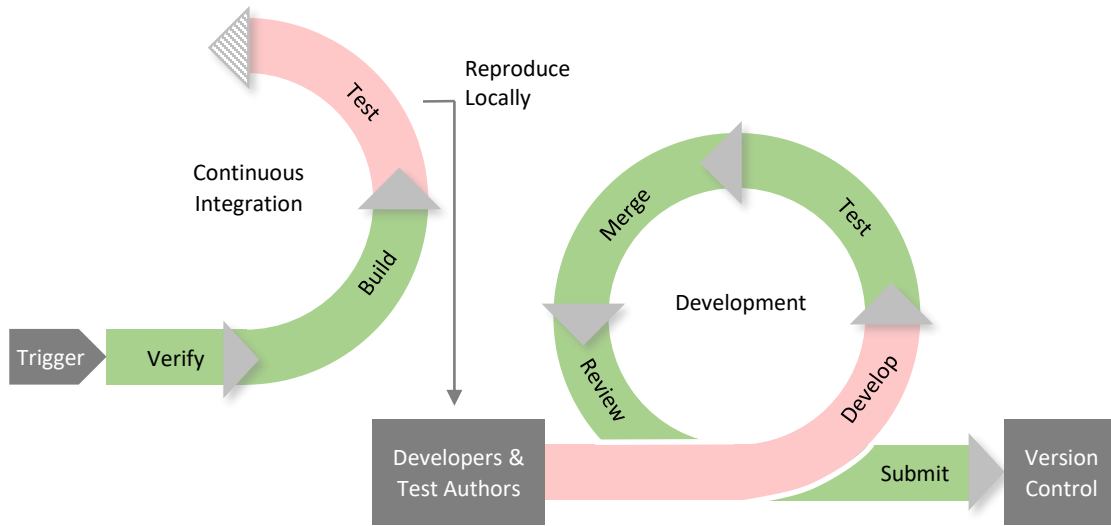 Test
Reproduce
Locally
Continuous
Integration
Build
Trigger
Verify
Merge
Test
Development
Review
Develop
Developers &
Test Authors
Submit
Version
Control